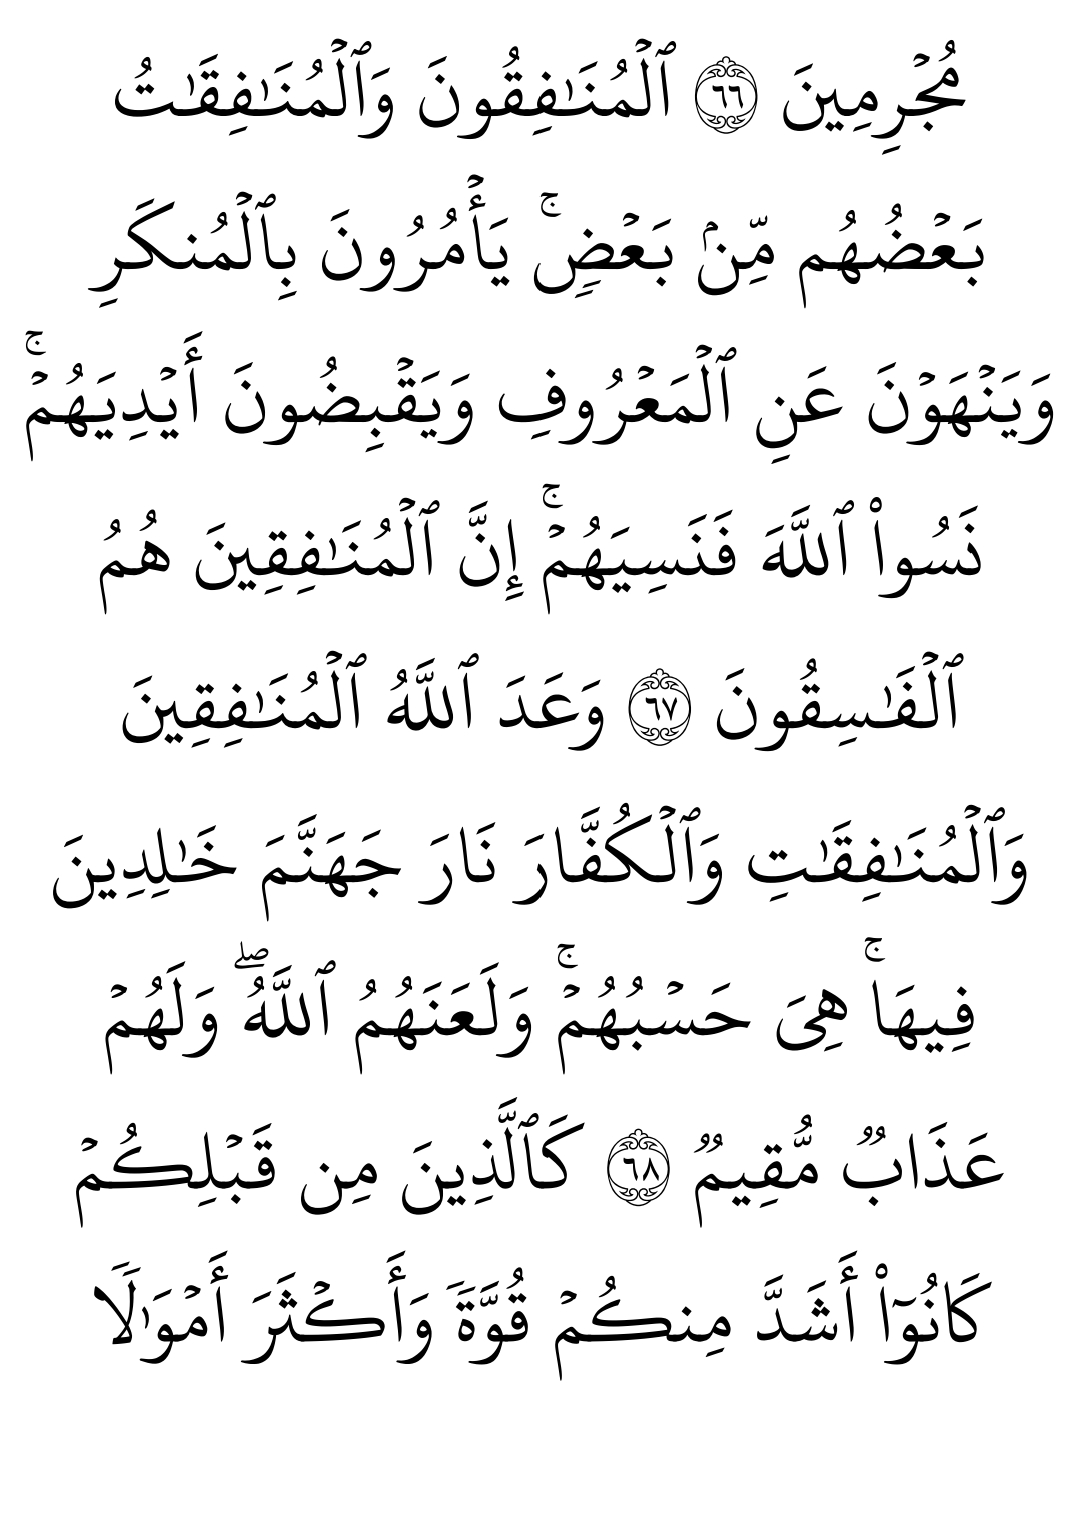 مُجۡرِمِينَ ٦٦ ٱلۡمُنَٰفِقُونَ وَٱلۡمُنَٰفِقَٰتُ
بَعۡضُهُم مِّنۢ بَعۡضٖۚ يَأۡمُرُونَ بِٱلۡمُنكَرِ
وَيَنۡهَوۡنَ عَنِ ٱلۡمَعۡرُوفِ وَيَقۡبِضُونَ أَيۡدِيَهُمۡۚ
نَسُواْ ٱللَّهَ فَنَسِيَهُمۡۚ إِنَّ ٱلۡمُنَٰفِقِينَ هُمُ
ٱلۡفَٰسِقُونَ ٦٧ وَعَدَ ٱللَّهُ ٱلۡمُنَٰفِقِينَ
وَٱلۡمُنَٰفِقَٰتِ وَٱلۡكُفَّارَ نَارَ جَهَنَّمَ خَٰلِدِينَ
فِيهَاۚ هِيَ حَسۡبُهُمۡۚ وَلَعَنَهُمُ ٱللَّهُۖ وَلَهُمۡ
عَذَابٞ مُّقِيمٞ ٦٨ كَٱلَّذِينَ مِن قَبۡلِكُمۡ
كَانُوٓاْ أَشَدَّ مِنكُمۡ قُوَّةٗ وَأَكۡثَرَ أَمۡوَٰلٗا